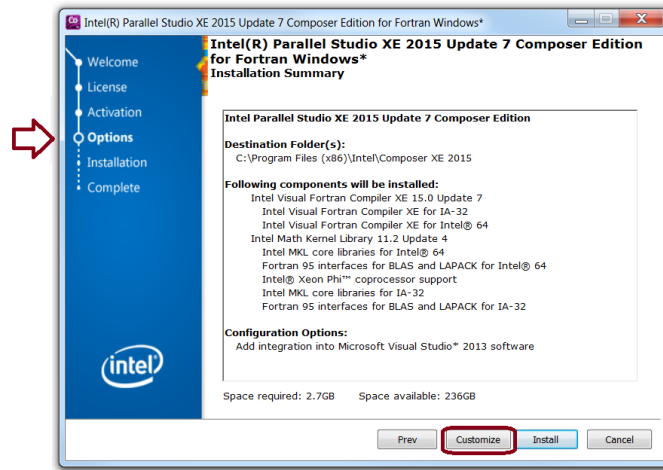 Intel(R) Parallel Studio XE 2015 Update 7 Composer Edition for Fortran Windows*
Intel(R) Parallel Studio XE 2015 Update 7 Composer Edition
for Fortran Windows*
Installation Summary
Welcome
License
Activation
Options
Installation
Complete
Intel Parallel Studio XE 2015 Update 7 Composer Edition
Destination Folder(s):
C:\Program Files (x86)\Intel\Composer XE 2015
Following components will be installed:
Intel Visual Fortran Compiler XE 15.0 Update 7
Intel Visual Fortran Compiler XE for IA-32
Intel Visual Fortran Compiler XE for Intel® 64
Intel Math Kernel Library 11.2 Update 4
Intel MKL core libraries for Intel® 64
Fortran 95 interfaces for BLAS and LAPACK for Intel® 64
Intel® Xeon Phi™ coprocessor support
Intel MKL core libraries for IA-32
Fortran 95 interfaces for BLAS and LAPACK for IA-32
Configuration Options:
Add integration into Microsoft Visual Studio* 2013 software
(intel)
Space required: 2.7GB Space available: 236GB
Prev Customize Install Cancel